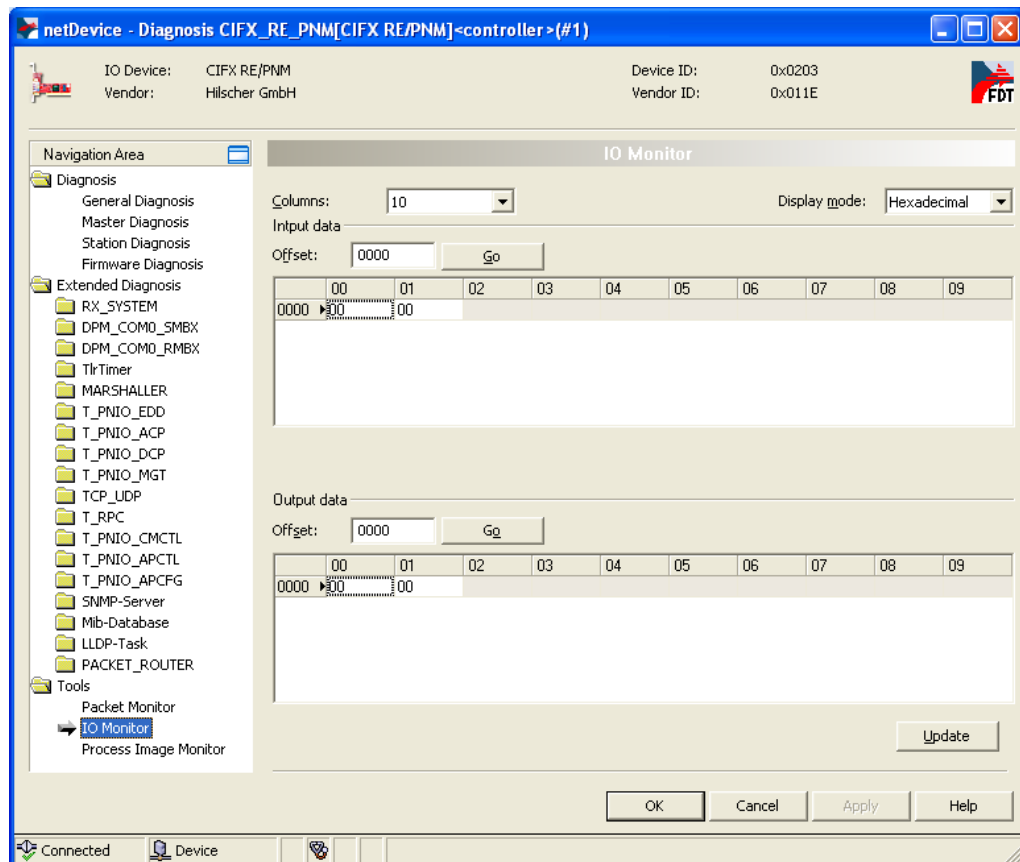 netDevice - Diagnosis CIFX_RE_PNM[CIFX RE/PNM]<controller>(#1)
IO Device: CIFX RE/PNM Device ID: 0x0203
Vendor: Hilscher GmbH Vendor ID: 0x011E
FDT
Navigation Area
Diagnosis
General Diagnosis
Master Diagnosis
Station Diagnosis
Firmware Diagnosis
Extended Diagnosis
RX_SYSTEM
DPM_COM0_SMBX
DPM_COM0_RMBX
TlrTimer
MARSHALLER
T_PNIO_EDD
T_PNIO_ACP
T_PNIO_DCP
T_PNIO_MGT
TCP_UDP
T_RPC
T_PNIO_CMCTL
T_PNIO_APCTL
T_PNIO_APCFG
SNMP-Server
Mib-Database
LLDP-Task
PACKET_ROUTER
Tools
Packet Monitor
IO Monitor
Process Image Monitor
IO Monitor
Columns: 10 Display mode: Hexadecimal
Intput data
Offset: 0000 Go
00 01 02 03 04 05 06 07 08 09
0000 00 00
Output data
Offset: 0000 Go
00 01 02 03 04 05 06 07 08 09
0000 00 00
Update
OK Cancel Apply Help
Connected Device